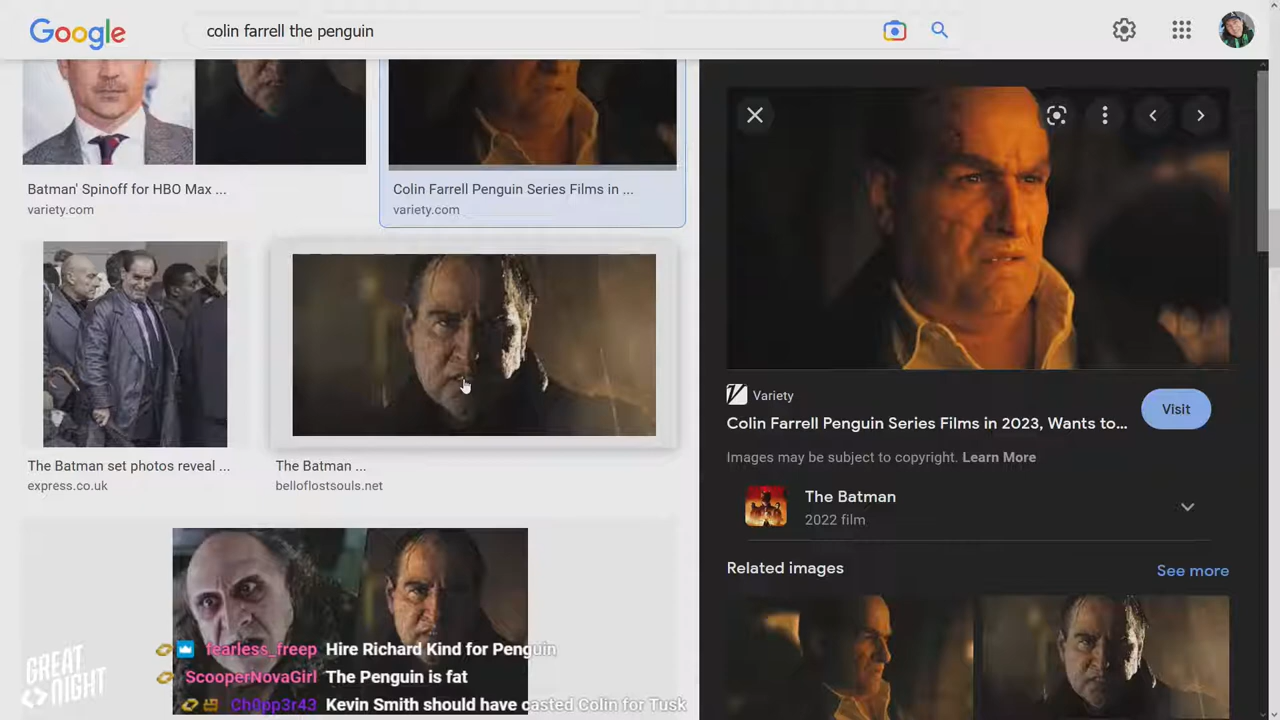 Google
colin farrell the penguin
Batman' Spinoff for HBO Max ...
variety.com
Colin Farrell Penguin Series Films in ...
variety.com
The Batman set photos reveal ...
express.co.uk
The Batman ...
belloflostsouls.net
Variety
Colin Farrell Penguin Series Films in 2023, Wants to...
Visit
Images may be subject to copyright. Learn More
The Batman
2022 film
Related images
See more
GREAT
NIGHT
fearless_freep Hire Richard Kind for Penguin
ScooperNovaGirl The Penguin is fat
Ch0pp3r43 Kevin Smith should have casted Colin for Tusk